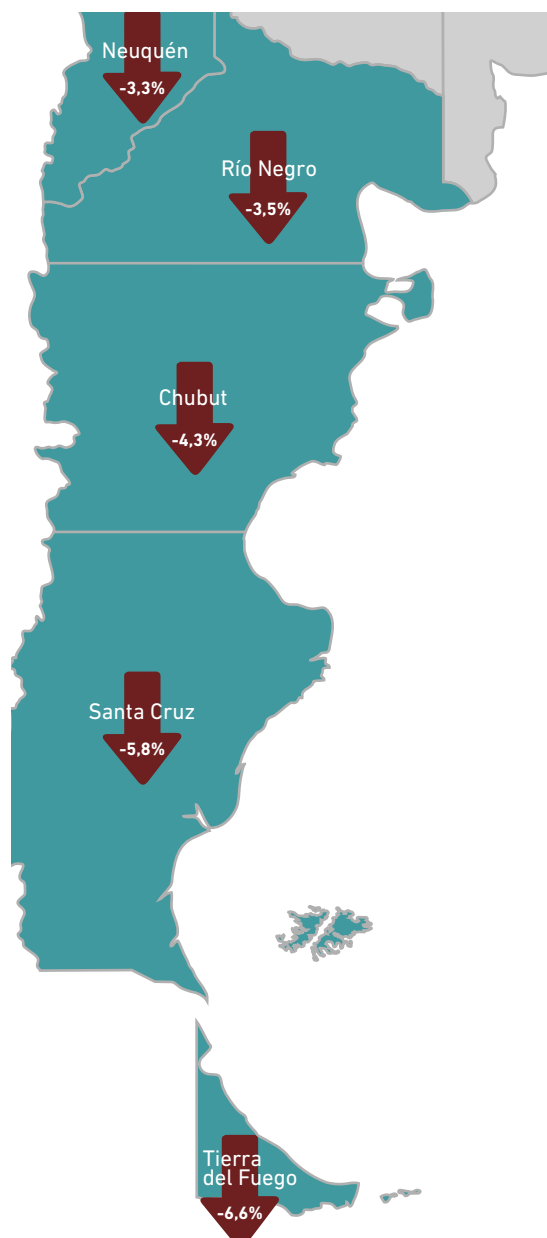 Neuquén
-3,3%
Río Negro
-3,5%
Chubut
-4,3%
Santa Cruz
-5,8%
Tierra
del Fuego
-6,6%